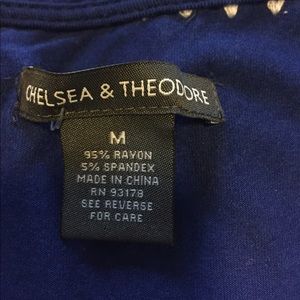 CHELSEA & THEODORE
M
95% RAYON
5% SPANDEX
MADE IN CHINA
RN 93178
SEE REVERSE
FOR CARE